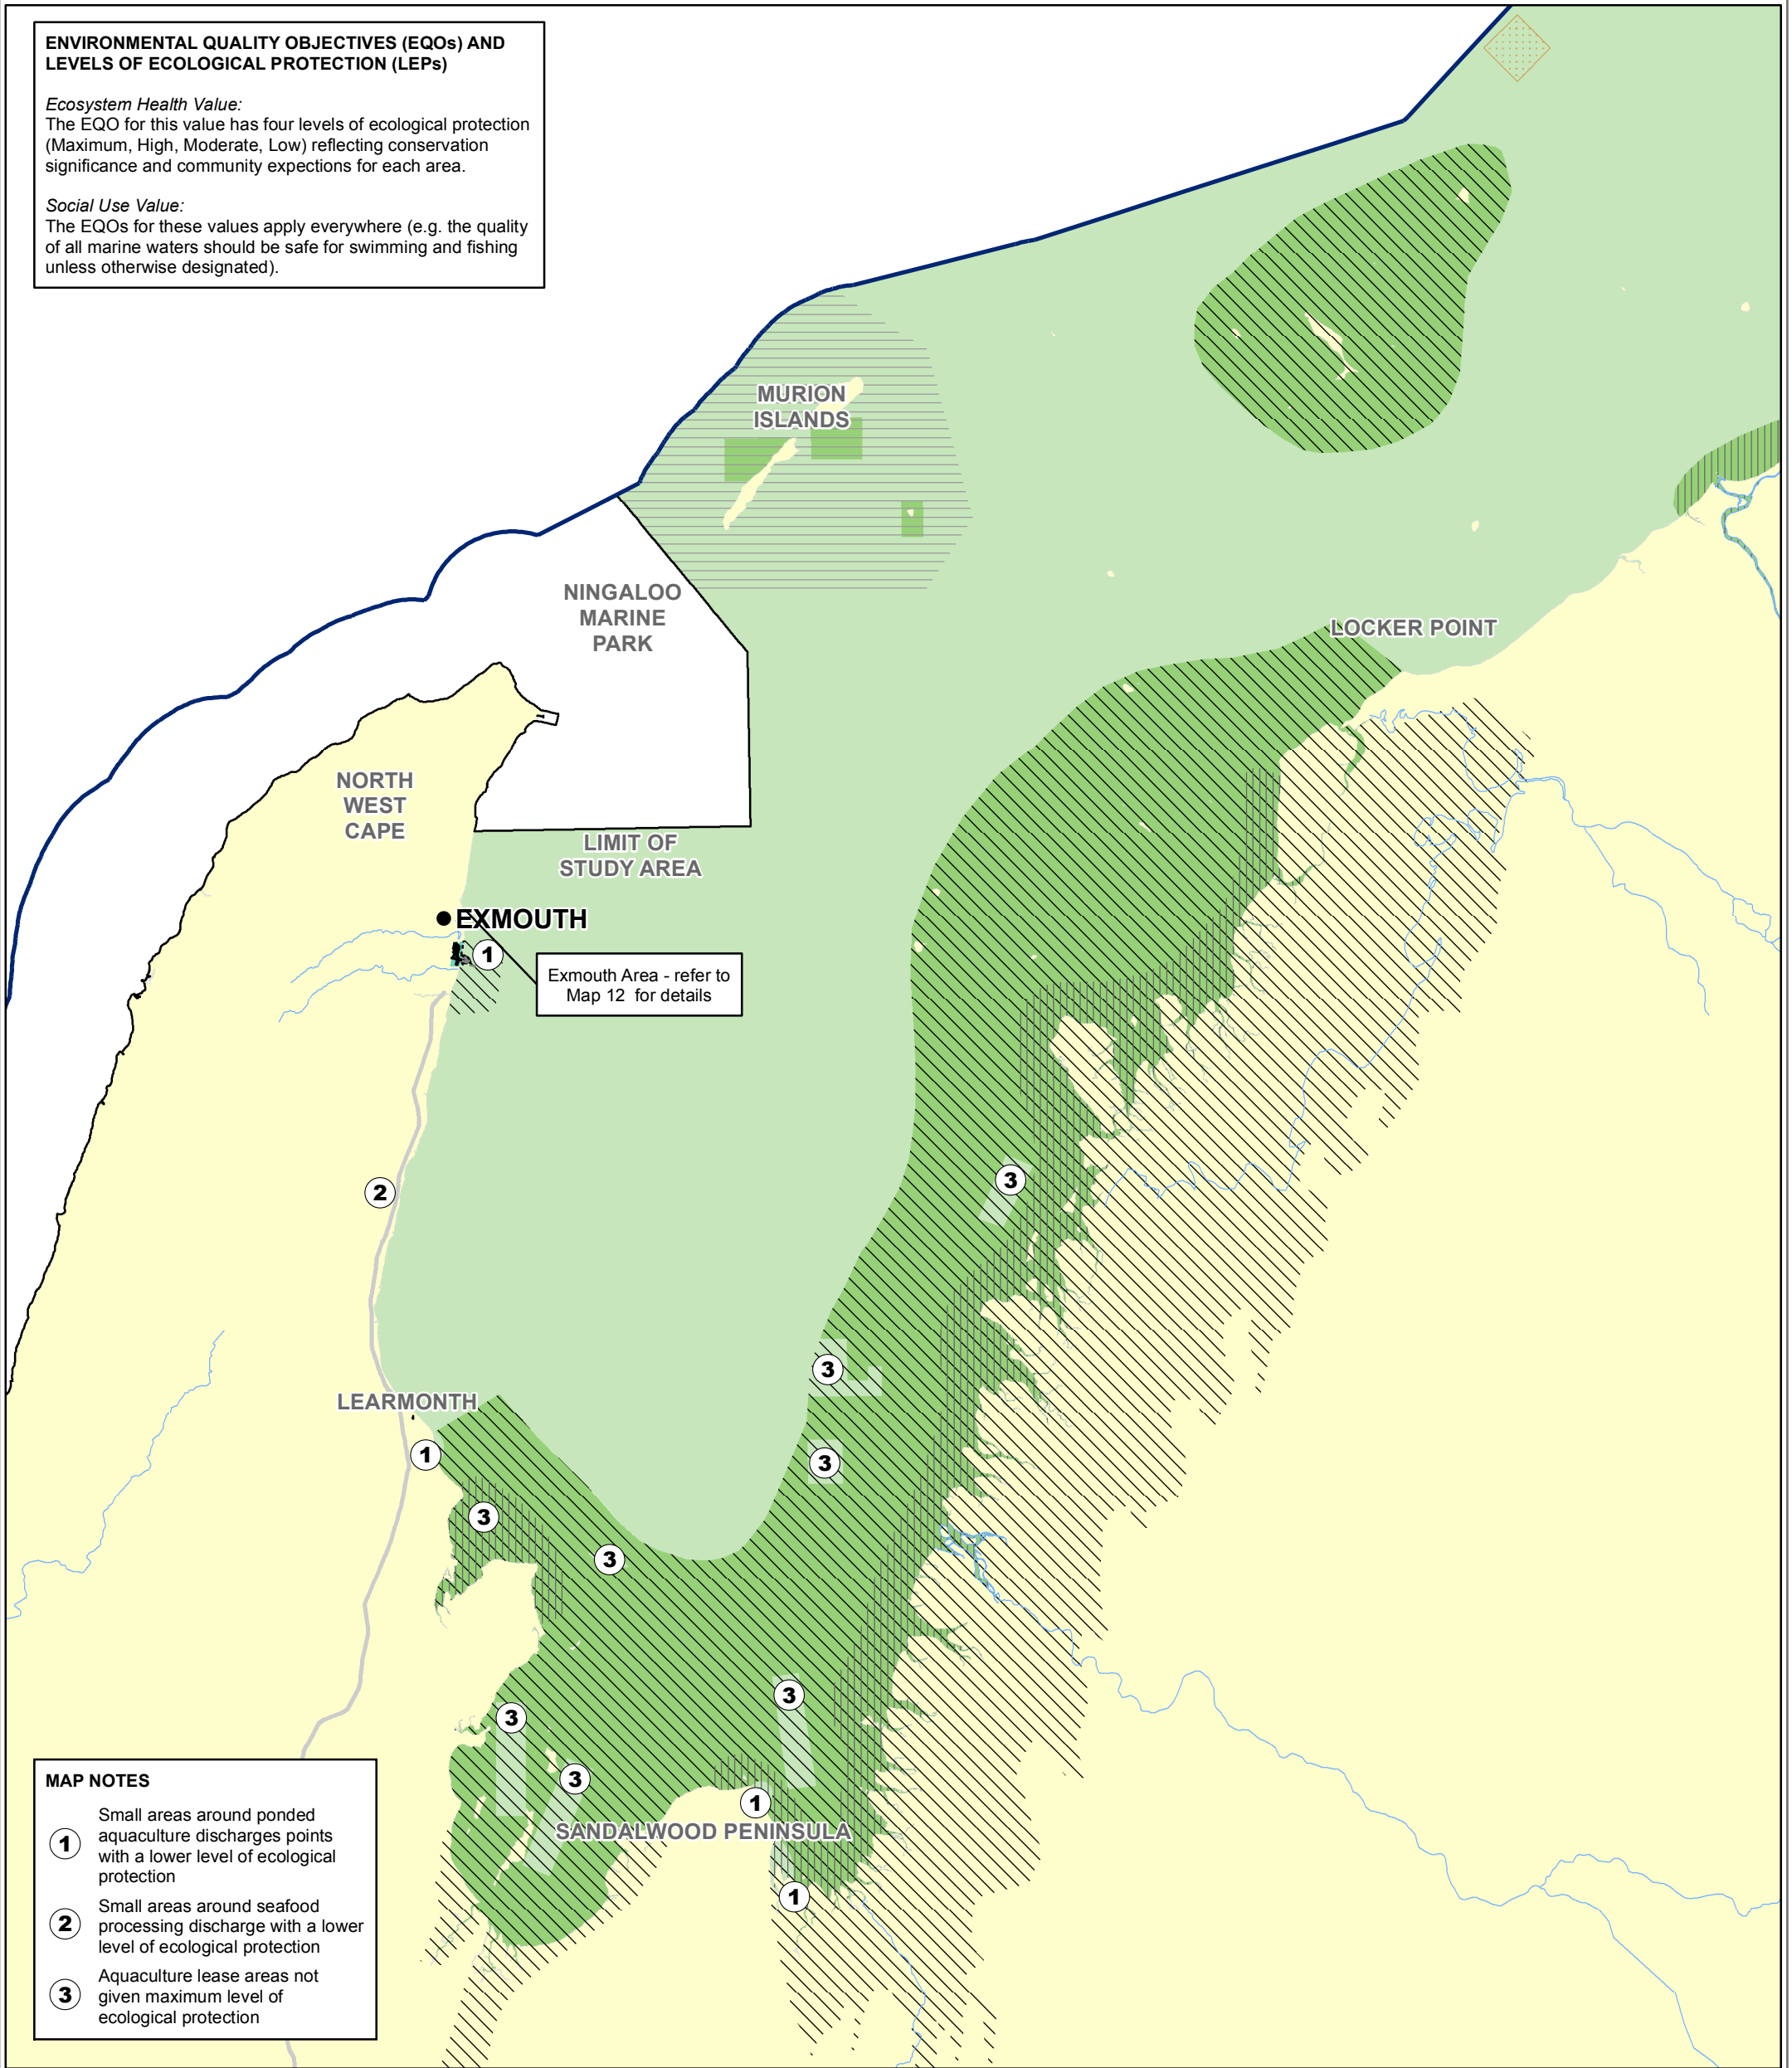 ENVIRONMENTAL QUALITY OBJECTIVES (EQOs) AND
LEVELS OF ECOLOGICAL PROTECTION (LEPs)
Ecosystem Health Value:
The EQO for this value has four levels of ecological protection
(Maximum, High, Moderate, Low) reflecting conservation
significance and community expections for each area.
Social Use Value:
The EQOs for these values apply everywhere (e.g. the quality
of all marine waters should be safe for swimming and fishing
unless otherwise designated).
MURION
ISLANDS
NINGALOO
MARINE
PARK
LOCKER POINT
NORTH
WEST
CAPE
LIMIT OF
STUDY AREA
EXMOUTH
1
Exmouth Area - refer to
Map 12 for details
3
2
3
LEARMONTH
1
3
3
3
3
3
3
1
SANDALWOOD PENINSULA
1
MAP NOTES
1
Small areas around ponded
aquaculture discharges points
with a lower level of ecological
protection
2
Small areas around seafood
processing discharge with a lower
level of ecological protection
3
Aquaculture lease areas not
given maximum level of
ecological protection